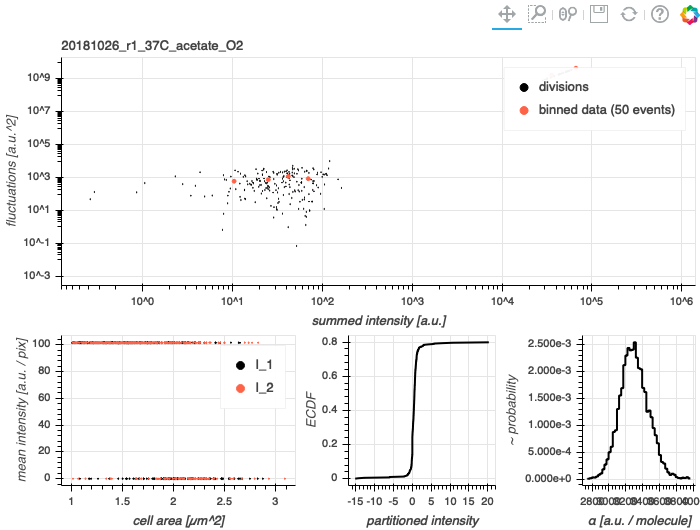 20181026_r1_37C_acetate_O2
10^9
10^7
10^5
10^3
10^1
10^-1
10^-3
fluctuations [a.u.^2]
divisions
binned data (50 events)
10^0
10^1
10^2
10^3
10^4
10^5
10^6
summed intensity [a.u.]
100
80
60
40
20
0
mean intensity [a.u. / pix]
I_1
I_2
1
1.5
2
2.5
3
cell area [μm^2]
0.8
0.6
0.4
0.2
0
ECDF
-15
-10
-5
0
5
10
15
20
partitioned intensity
2.500e-3
2.000e-3
1.500e-3
1.000e-3
5.000e-4
0.000e+0
~ probability
α [a.u. / molecule]